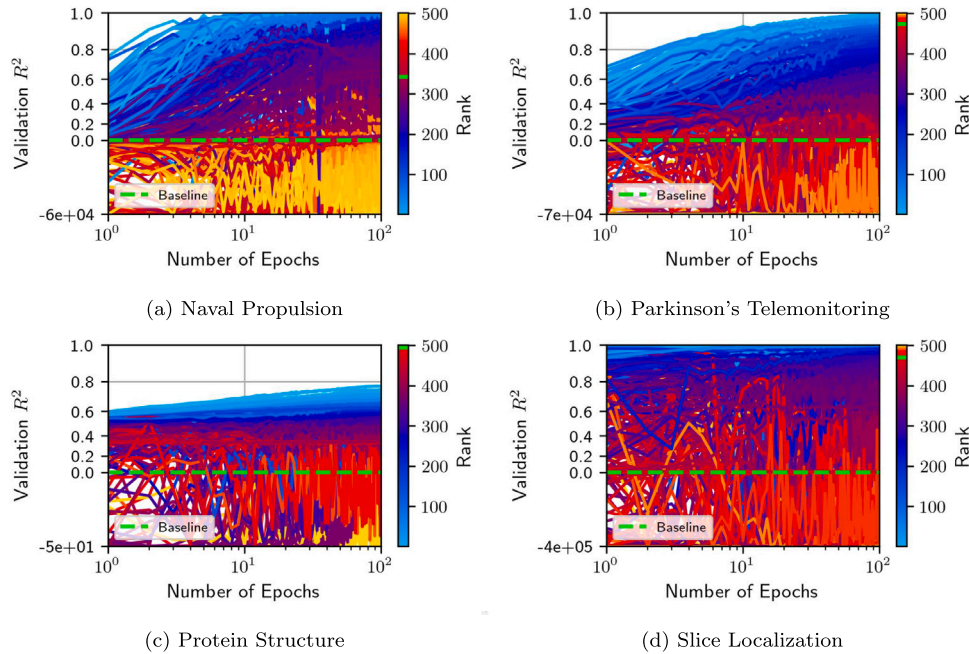 1.0
0.8
0.6
0.4
0.2
0.0
-6e+04
Validation R²
Baseline
10⁰ 10¹ 10²
Number of Epochs
500
400
300
200
100
Rank
(a) Naval Propulsion
1.0
0.8
0.6
0.4
0.2
0.0
-7e+04
Validation R²
Baseline
10⁰ 10¹ 10²
Number of Epochs
500
400
300
200
100
Rank
(b) Parkinson's Telemonitoring
1.0
0.8
0.6
0.4
0.2
0.0
-5e+01
Validation R²
Baseline
10⁰ 10¹ 10²
Number of Epochs
500
400
300
200
100
Rank
(c) Protein Structure
1.0
0.8
0.6
0.4
0.2
0.0
-4e+05
Validation R²
Baseline
10⁰ 10¹ 10²
Number of Epochs
500
400
300
200
100
Rank
(d) Slice Localization